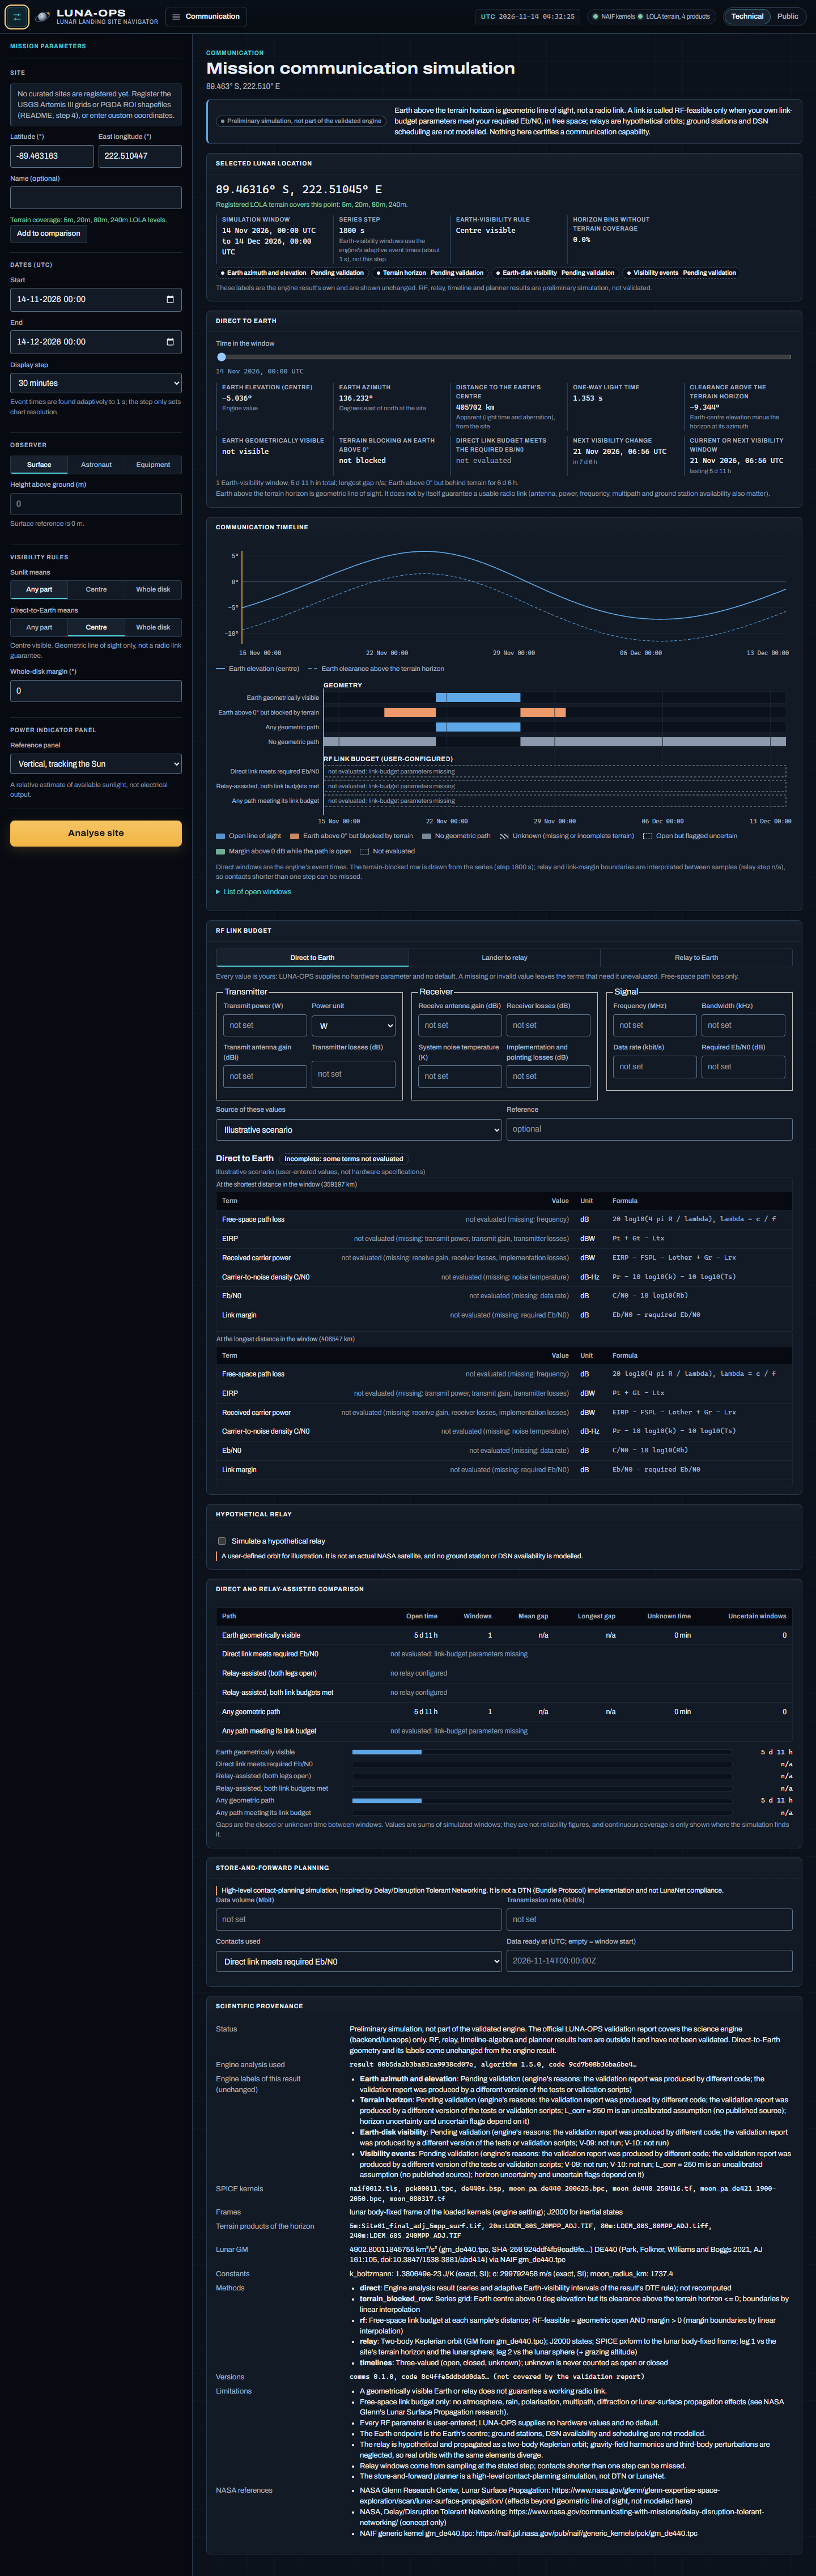 LUNA-OPS
LUNAR LANDING SITE NAVIGATOR
Communication
UTC 2026-11-14 04:32:25
NAIF kernels
LOLA terrain, 4 products
Technical
Public
MISSION PARAMETERS
SITE
No curated sites are registered yet. Register the
USGS Artemis III grids or PGDA ROI shapefiles
(README, step 4), or enter custom coordinates.
Latitude (°)
East longitude (°)
-89.463163
222.510447
Name (optional)
Terrain coverage: 5m, 20m, 80m, 240m LOLA levels.
Add to comparison
DATES (UTC)
Start
14-11-2026 00:00
End
14-12-2026 00:00
Display step
30 minutes
Event times are found adaptively to 1 s; the step only sets
chart resolution.
OBSERVER
Surface
Astronaut
Equipment
Height above ground (m)
0
Surface reference is 0 m.
VISIBILITY RULES
Sunlit means
Any part
Centre
Whole disk
Direct-to-Earth means
Any part
Centre
Whole disk
Centre visible. Geometric line of sight only, not a radio link
guarantee.
Whole-disk margin (°)
0
POWER INDICATOR PANEL
Reference panel
Vertical, tracking the Sun
A relative estimate of available sunlight, not electrical
output.
Analyse site
COMMUNICATION
Mission communication simulation
89.463° S, 222.510° E
Preliminary simulation, not part of the validated engine
Earth above the terrain horizon is geometric line of sight, not a radio link. A link is called RF-feasible only when your own link-
budget parameters meet your required Eb/N0, in free space; relays are hypothetical orbits; ground stations and DSN
scheduling are not modelled. Nothing here certifies a communication capability.
SELECTED LUNAR LOCATION
89.46316° S, 222.51045° E
Registered LOLA terrain covers this point: 5m, 20m, 80m, 240m.
SIMULATION WINDOW
14 Nov 2026, 00:00 UTC
to 14 Dec 2026, 00:00
UTC
SERIES STEP
1800 s
Earth-visibility windows use the
engine's adaptive event times (about
1 s), not this step.
EARTH-VISIBILITY RULE
Centre visible
HORIZON BINS WITHOUT
TERRAIN COVERAGE
0.0%
Earth azimuth and elevation Pending validation
Terrain horizon Pending validation
Earth-disk visibility Pending validation
Visibility events Pending validation
These labels are the engine result's own and are shown unchanged. RF, relay, timeline and planner results are preliminary simulation, not validated.
DIRECT TO EARTH
Time in the window
14 Nov 2026, 00:00 UTC
EARTH ELEVATION (CENTRE)
−5.036°
Engine value
EARTH AZIMUTH
136.232°
Degrees east of north at the site
DISTANCE TO THE EARTH'S
CENTRE
405702 km
Apparent (light time and aberration),
from the site
ONE-WAY LIGHT TIME
1.353 s
CLEARANCE ABOVE THE
TERRAIN HORIZON
−9.344°
Earth-centre elevation minus the
horizon at its azimuth
EARTH GEOMETRICALLY VISIBLE
not visible
TERRAIN BLOCKING AN EARTH
ABOVE 0°
not blocked
DIRECT LINK BUDGET MEETS
THE REQUIRED EB/N0
not evaluated
NEXT VISIBILITY CHANGE
21 Nov 2026, 06:56 UTC
in 7 d 6 h
CURRENT OR NEXT VISIBILITY
WINDOW
21 Nov 2026, 06:56 UTC
lasting 5 d 11 h
1 Earth-visibility window, 5 d 11 h in total; longest gap n/a; Earth above 0° but behind terrain for 6 d 6 h.
Earth above the terrain horizon is geometric line of sight. It does not by itself guarantee a usable radio link (antenna, power, frequency, multipath and ground station availability also matter).
COMMUNICATION TIMELINE
5°
0°
−5°
−10°
15 Nov 00:00
22 Nov 00:00
29 Nov 00:00
06 Dec 00:00
13 Dec 00:00
Earth elevation (centre)
Earth clearance above the terrain horizon
GEOMETRY
Earth geometrically visible
Earth above 0° but blocked by terrain
Any geometric path
No geometric path
RF LINK BUDGET (USER-CONFIGURED)
Direct link meets required Eb/N0
not evaluated: link-budget parameters missing
Relay-assisted, both link budgets met
not evaluated: link-budget parameters missing
Any path meeting its link budget
not evaluated: link-budget parameters missing
15 Nov 00:00
22 Nov 00:00
29 Nov 00:00
06 Dec 00:00
13 Dec 00:00
Open line of sight
Earth above 0° but blocked by terrain
No geometric path
Unknown (missing or incomplete terrain)
Open but flagged uncertain
Margin above 0 dB while the path is open
Not evaluated
Direct windows are the engine's event times. The terrain-blocked row is drawn from the series (step 1800 s); relay and link-margin boundaries are interpolated between samples (relay step n/a),
so contacts shorter than one step can be missed.
List of open windows
RF LINK BUDGET
Direct to Earth
Lander to relay
Relay to Earth
Every value is yours: LUNA-OPS supplies no hardware parameter and no default. A missing or invalid value leaves the terms that need it unevaluated. Free-space path loss only.
Transmitter
Transmit power (W)
Power unit
not set
W
Transmit antenna gain
(dBi)
Transmitter losses (dB)
not set
not set
Receiver
Receive antenna gain (dBi)
Receiver losses (dB)
not set
not set
System noise temperature
(K)
Implementation and
pointing losses (dB)
not set
not set
Signal
Frequency (MHz)
Bandwidth (kHz)
not set
not set
Data rate (kbit/s)
Required Eb/N0 (dB)
not set
not set
Source of these values
Illustrative scenario
Reference
optional
Direct to Earth
Incomplete: some terms not evaluated
Illustrative scenario (user-entered values, not hardware specifications)
At the shortest distance in the window (359197 km)
Term Value Unit Formula
Free-space path loss not evaluated (missing: frequency) dB 20 log10(4 pi R / lambda), lambda = c / f
EIRP not evaluated (missing: transmit power, transmit gain, transmitter losses) dBW Pt + Gt − Ltx
Received carrier power not evaluated (missing: receive gain, receiver losses, implementation losses) dBW EIRP − FSPL − Lother + Gr − Lrx
Carrier-to-noise density C/N0 not evaluated (missing: noise temperature) dB-Hz Pr − 10 log10(k) − 10 log10(Ts)
Eb/N0 not evaluated (missing: data rate) dB C/N0 − 10 log10(Rb)
Link margin not evaluated (missing: required Eb/N0) dB Eb/N0 − required Eb/N0
At the longest distance in the window (406547 km)
Term Value Unit Formula
Free-space path loss not evaluated (missing: frequency) dB 20 log10(4 pi R / lambda), lambda = c / f
EIRP not evaluated (missing: transmit power, transmit gain, transmitter losses) dBW Pt + Gt − Ltx
Received carrier power not evaluated (missing: receive gain, receiver losses, implementation losses) dBW EIRP − FSPL − Lother + Gr − Lrx
Carrier-to-noise density C/N0 not evaluated (missing: noise temperature) dB-Hz Pr − 10 log10(k) − 10 log10(Ts)
Eb/N0 not evaluated (missing: data rate) dB C/N0 − 10 log10(Rb)
Link margin not evaluated (missing: required Eb/N0) dB Eb/N0 − required Eb/N0
HYPOTHETICAL RELAY
Simulate a hypothetical relay
A user-defined orbit for illustration. It is not an actual NASA satellite, and no ground station or DSN availability is modelled.
DIRECT AND RELAY-ASSISTED COMPARISON
Path Open time Windows Mean gap Longest gap Unknown time Uncertain windows
Earth geometrically visible 5 d 11 h 1 n/a n/a 0 min 0
Direct link meets required Eb/N0 not evaluated: link-budget parameters missing
Relay-assisted (both legs open) no relay configured
Relay-assisted, both link budgets met no relay configured
Any geometric path 5 d 11 h 1 n/a n/a 0 min 0
Any path meeting its link budget not evaluated: link-budget parameters missing
Earth geometrically visible 5 d 11 h
Direct link meets required Eb/N0 n/a
Relay-assisted (both legs open) n/a
Relay-assisted, both link budgets met n/a
Any geometric path 5 d 11 h
Any path meeting its link budget n/a
Gaps are the closed or unknown time between windows. Values are sums of simulated windows; they are not reliability figures, and continuous coverage is only shown where the simulation finds
it.
STORE-AND-FORWARD PLANNING
High-level contact-planning simulation, inspired by Delay/Disruption Tolerant Networking. It is not a DTN (Bundle Protocol) implementation and not LunaNet compliance.
Data volume (Mbit)
Transmission rate (kbit/s)
not set
not set
Contacts used
Data ready at (UTC; empty = window start)
Direct link meets required Eb/N0
2026-11-14T00:00:00Z
SCIENTIFIC PROVENANCE
Status
Preliminary simulation, not part of the validated engine. The official LUNA-OPS validation report covers the science engine
(backend/lunaops) only. RF, relay, timeline-algebra and planner results here are outside it and have not been validated. Direct-to-Earth
geometry and its labels come unchanged from the engine result.
Engine analysis used
result 00b5da2b3ba83ca9938cd07e, algorithm 1.5.0, code 9cd7b08b36ba6be4…
Engine labels of this result
(unchanged)
Earth azimuth and elevation: Pending validation (engine's reasons: the validation report was produced by different code; the
validation report was produced by a different version of the tests or validation scripts)
Terrain horizon: Pending validation (engine's reasons: the validation report was produced by different code; the validation report was
produced by a different version of the tests or validation scripts; L_corr = 250 m is an uncalibrated assumption (no published source);
horizon uncertainty and uncertain flags depend on it)
Earth-disk visibility: Pending validation (engine's reasons: the validation report was produced by different code; the validation report
was produced by a different version of the tests or validation scripts; V-09: not run; V-10: not run)
Visibility events: Pending validation (engine's reasons: the validation report was produced by different code; the validation report was
produced by a different version of the tests or validation scripts; V-09: not run; V-10: not run; L_corr = 250 m is an uncalibrated
assumption (no published source); horizon uncertainty and uncertain flags depend on it)
SPICE kernels
naif0012.tls, pck00011.tpc, de440s.bsp, moon_pa_de440_200625.bpc, moon_de440_250416.tf, moon_pa_de421_1900-
2050.bpc, moon_080317.tf
Frames
lunar body-fixed frame of the loaded kernels (engine setting); J2000 for inertial states
Terrain products of the horizon
5m:Site01_final_adj_5mpp_surf.tif, 20m:LDEM_80S_20MPP_ADJ.TIF, 80m:LDEM_80S_80MPP_ADJ.tiff,
240m:LDEM_60S_240MPP_ADJ.TIF
Lunar GM
4902.80011845755 km³/s² (gm_de440.tpc, SHA-256 924ddf4fb9ead9fe...) DE440 (Park, Folkner, Williams and Boggs 2021, AJ
161:105, doi:10.3847/1538-3881/abd414) via NAIF gm_de440.tpc
Constants
k_boltzmann: 1.380649e-23 J/K (exact, SI); c: 299792458 m/s (exact, SI); moon_radius_km: 1737.4
Methods
direct: Engine analysis result (series and adaptive Earth-visibility intervals of the result's DTE rule); not recomputed
terrain_blocked_row: Series grid: Earth centre above 0 deg elevation but its clearance above the terrain horizon <= 0; boundaries by
linear interpolation
rf: Free-space link budget at each sample's distance; RF-feasible = geometric open AND margin > 0 (margin boundaries by linear
interpolation)
relay: Two-body Keplerian orbit (GM from gm_de440.tpc); J2000 states; SPICE pxform to the lunar body-fixed frame; leg 1 vs the
site's terrain horizon and the lunar sphere; leg 2 vs the lunar sphere (+ grazing altitude)
timelines: Three-valued (open, closed, unknown); unknown is never counted as open or closed
Versions
comms 0.1.0, code 8c4ffe5ddbdd0da5… (not covered by the validation report)
Limitations
A geometrically visible Earth or relay does not guarantee a working radio link.
Free-space link budget only: no atmosphere, rain, polarisation, multipath, diffraction or lunar-surface propagation effects (see NASA
Glenn's Lunar Surface Propagation research).
Every RF parameter is user-entered; LUNA-OPS supplies no hardware values and no default.
The Earth endpoint is the Earth's centre; ground stations, DSN availability and scheduling are not modelled.
The relay is hypothetical and propagated as a two-body Keplerian orbit; gravity-field harmonics and third-body perturbations are
neglected, so real orbits with the same elements diverge.
Relay windows come from sampling at the stated step; contacts shorter than one step can be missed.
The store-and-forward planner is a high-level contact-planning simulation, not DTN or LunaNet.
NASA references
NASA Glenn Research Center, Lunar Surface Propagation: https://www.nasa.gov/glenn/glenn-expertise-space-
exploration/scan/lunar-surface-propagation/ (effects beyond geometric line of sight, not modelled here)
NASA, Delay/Disruption Tolerant Networking: https://www.nasa.gov/communicating-with-missions/delay-disruption-tolerant-
networking/ (concept only)
NAIF generic kernel gm_de440.tpc: https://naif.jpl.nasa.gov/pub/naif/generic_kernels/pck/gm_de440.tpc